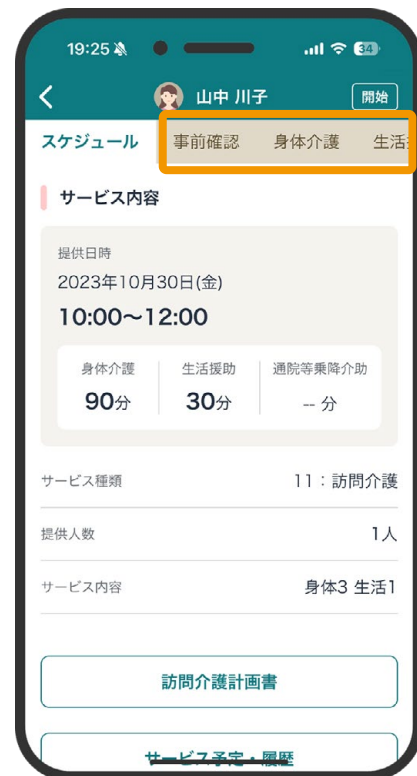 19:25 34
山中 川子 開始
スケジュール 事前確認 身体介護 生活
サービス内容
提供日時
2023年10月30日(金)
10:00〜12:00
身体介護 生活援助 通院等乗降介助
90分 30分 -- 分
サービス種類 11：訪問介護
提供人数 1人
サービス内容 身体3 生活1
訪問介護計画書
サービス予定・履歴